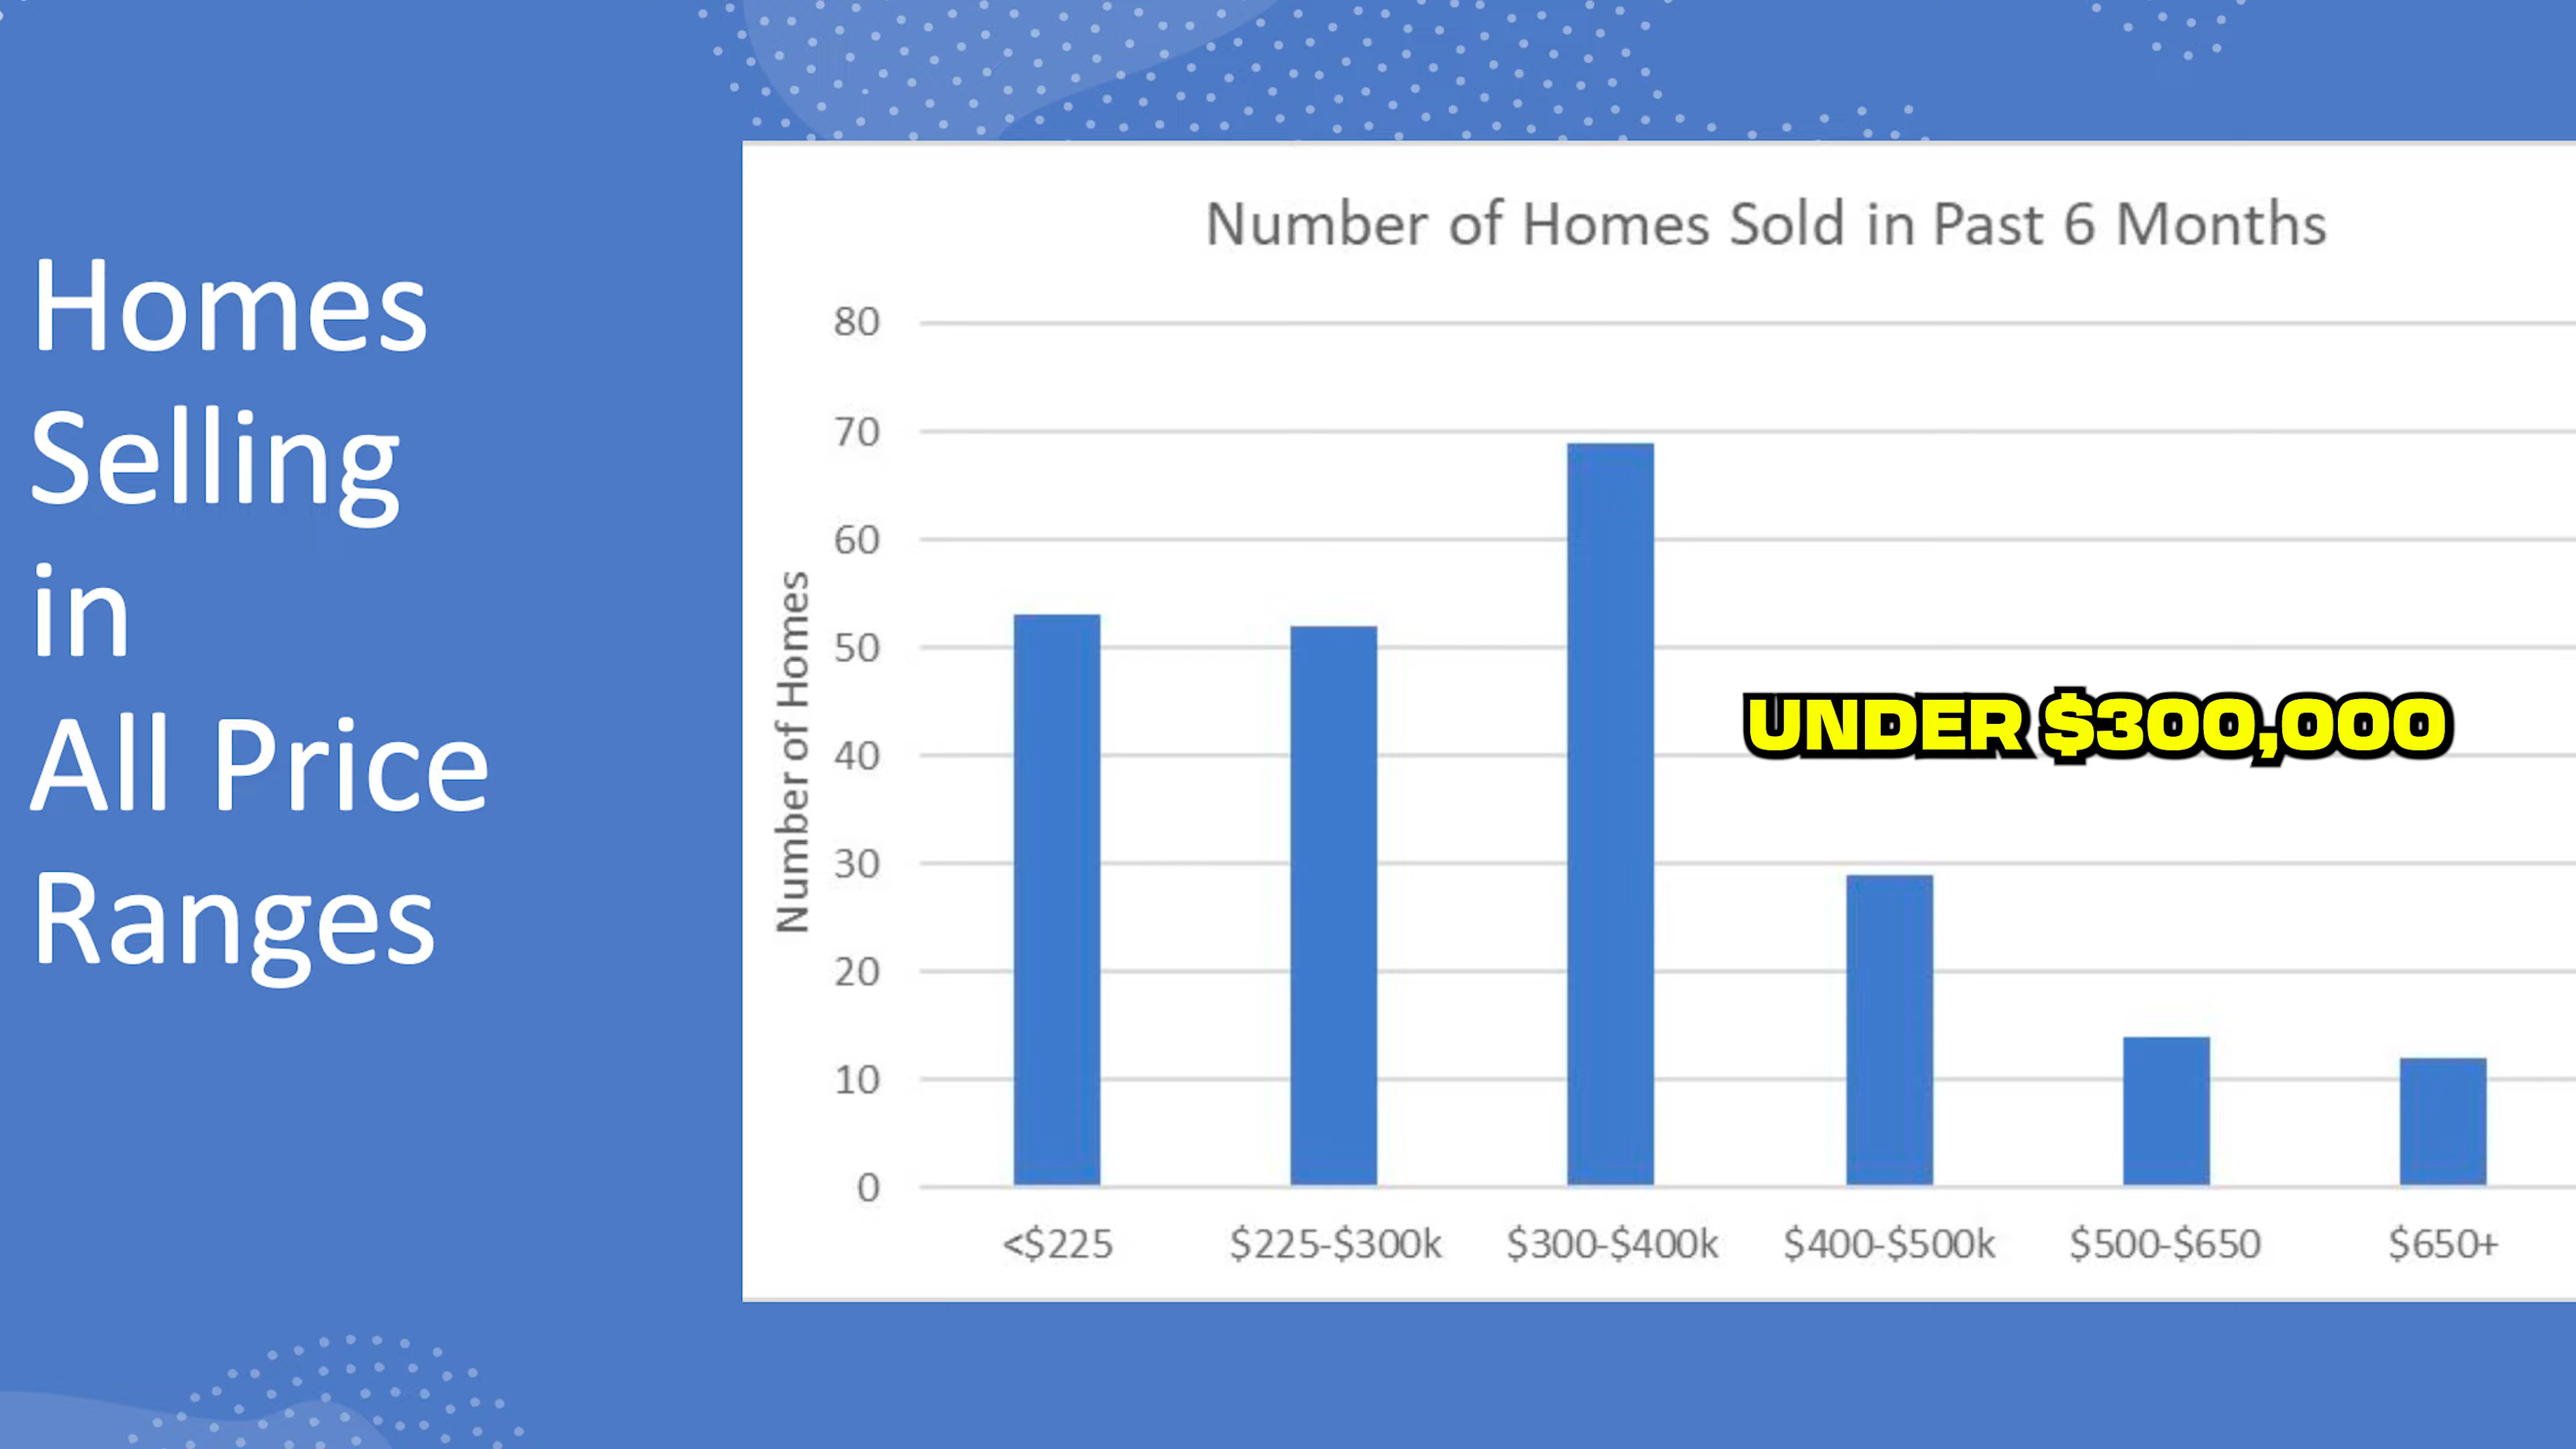 Homes
Selling
in
All Price
Ranges
Number of Homes Sold in Past 6 Months
Number of Homes
80
70
60
50
40
30
20
10
0
UNDER $300,000
<$225
$225-$300k
$300-$400k
$400-$500k
$500-$650
$650+